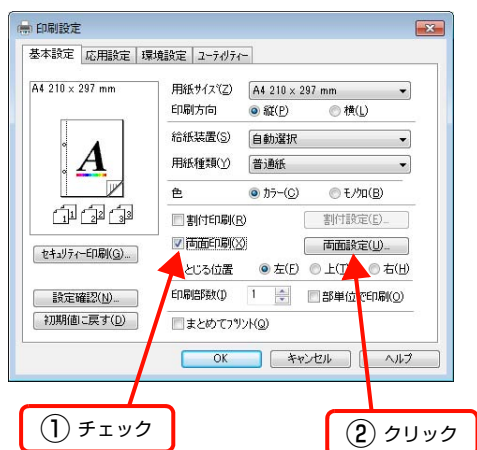 印刷設定
基本設定 応用設定 環境設定 ユーティリティー
A4 210 x 297 mm
用紙サイズ(Z) A4 210 x 297 mm
印刷方向 縦(P) 横(L)
給紙装置(S) 自動選択
用紙種類(Y) 普通紙
A
色 カラー(C) モノクロ(B)
1 1 2 2 3 3
割付印刷(R) 割付設定(E)...
両面印刷(X) 両面設定(U)...
セキュリティー印刷(G)...
とじる位置 左(F) 上(T) 右(H)
設定確認(N)...
印刷部数(I) 1 部単位で印刷(O)
初期値に戻す(D)
まとめてプリント(Q)
OK キャンセル ヘルプ
① チェック
② クリック